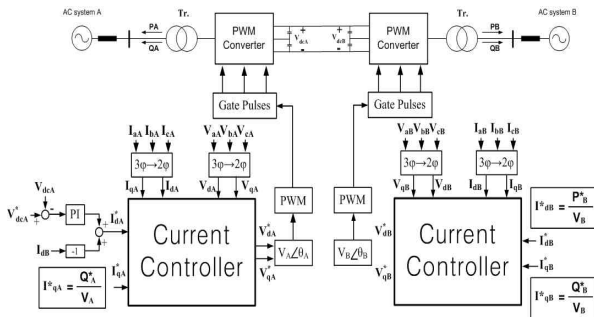 AC system A
PA
QA
Tr.
PWM
Converter
VdcA
VdcB
PWM
Converter
Tr.
PB
QB
AC system B
Gate Pulses
Gate Pulses
IaA IbA IcA
VaA VbA VcA
VaB VbB VcB
IaB IbB IcB
3φ→2φ
3φ→2φ
3φ→2φ
3φ→2φ
IqA IdA
VdA VqA
VqB VdB
IdB IqB
PWM
PWM
VdcA
V*dcA
-
+
PI
+
+
I*dA
IdB
-1
I*qA
I*qA = Q*A / VA
Current
Controller
V*dA
V*qA
VA∠θA
VB∠θB
V*dB
V*qB
Current
Controller
I*dB
I*qB
I*dB = P*B / VB
I*qB = Q*B / VB